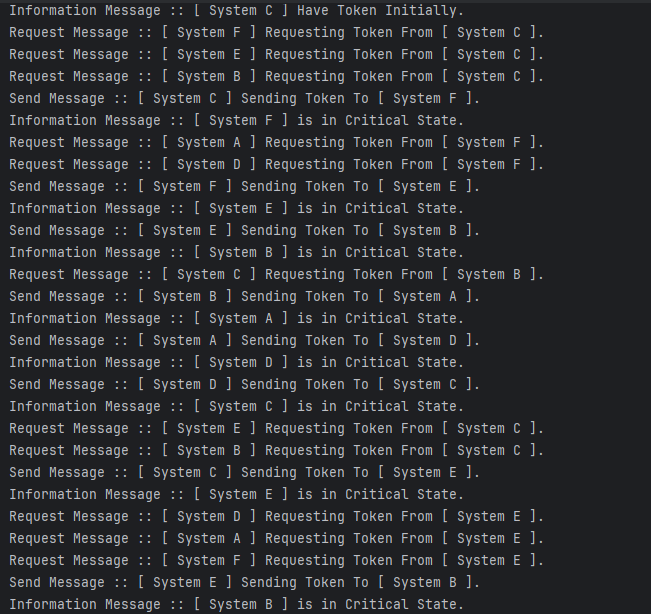 Information Message :: [ System C ] Have Token Initially.
Request Message :: [ System F ] Requesting Token From [ System C ].
Request Message :: [ System E ] Requesting Token From [ System C ].
Request Message :: [ System B ] Requesting Token From [ System C ].
Send Message :: [ System C ] Sending Token To [ System F ].
Information Message :: [ System F ] is in Critical State.
Request Message :: [ System A ] Requesting Token From [ System F ].
Request Message :: [ System D ] Requesting Token From [ System F ].
Send Message :: [ System F ] Sending Token To [ System E ].
Information Message :: [ System E ] is in Critical State.
Send Message :: [ System E ] Sending Token To [ System B ].
Information Message :: [ System B ] is in Critical State.
Request Message :: [ System C ] Requesting Token From [ System B ].
Send Message :: [ System B ] Sending Token To [ System A ].
Information Message :: [ System A ] is in Critical State.
Send Message :: [ System A ] Sending Token To [ System D ].
Information Message :: [ System D ] is in Critical State.
Send Message :: [ System D ] Sending Token To [ System C ].
Information Message :: [ System C ] is in Critical State.
Request Message :: [ System E ] Requesting Token From [ System C ].
Request Message :: [ System B ] Requesting Token From [ System C ].
Send Message :: [ System C ] Sending Token To [ System E ].
Information Message :: [ System E ] is in Critical State.
Request Message :: [ System D ] Requesting Token From [ System E ].
Request Message :: [ System A ] Requesting Token From [ System E ].
Request Message :: [ System F ] Requesting Token From [ System E ].
Send Message :: [ System E ] Sending Token To [ System B ].
Information Message :: [ System B ] is in Critical State.